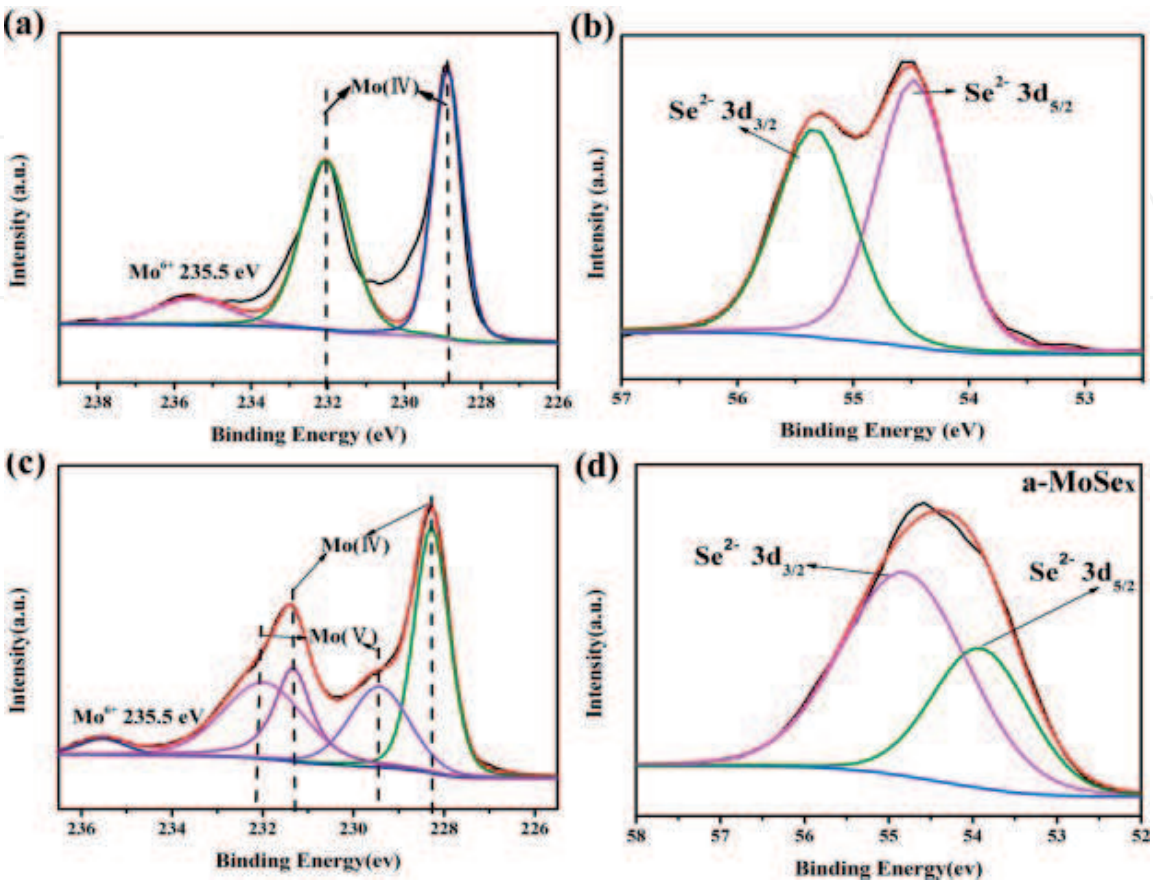 (a)
Mo(Ⅳ)
Mo⁶⁺ 235.5 eV
Intensity (a.u.)
238 236 234 232 230 229 228 226
Binding Energy (eV)
(b)
Se²⁻ 3d₃/₂
Se²⁻ 3d₅/₂
Intensity (a.u.)
57 56 55 54 53
Binding Energy (eV)
(c)
Mo(Ⅳ)
Mo(Ⅴ)
Mo⁶⁺ 235.5 eV
Intensity(a.u.)
236 234 232 230 228 226
Binding Energy(ev)
(d)
a-MoSeₓ
Se²⁻ 3d₃/₂
Se²⁻ 3d₅/₂
Intensity(a.u.)
58 57 56 55 54 53 52
Binding Energy(ev)